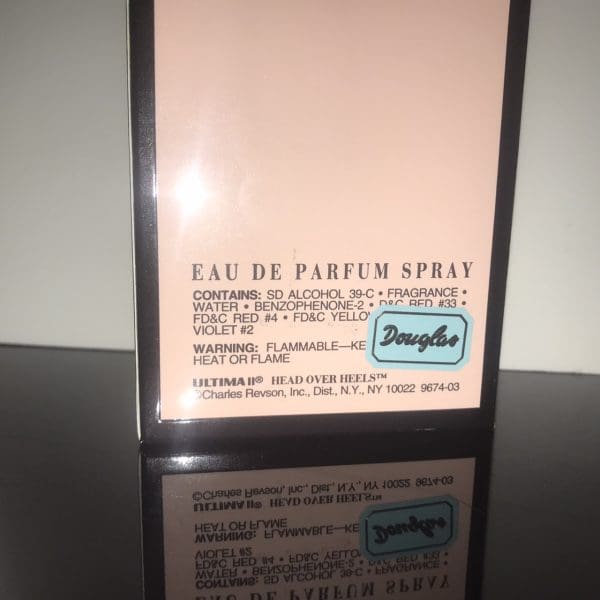 EAU DE PARFUM SPRAY
CONTAINS: SD ALCOHOL 39-C • FRAGRANCE •
WATER • BENZOPHENONE-2 • D&C RED #33 •
FD&C RED #4 • FD&C YELLO
VIOLET #2
WARNING: FLAMMABLE—KE
HEAT OR FLAME
Douglas
ULTIMA II® HEAD OVER HEELS™
©Charles Revson, Inc., Dist., N.Y., NY 10022 9674-03